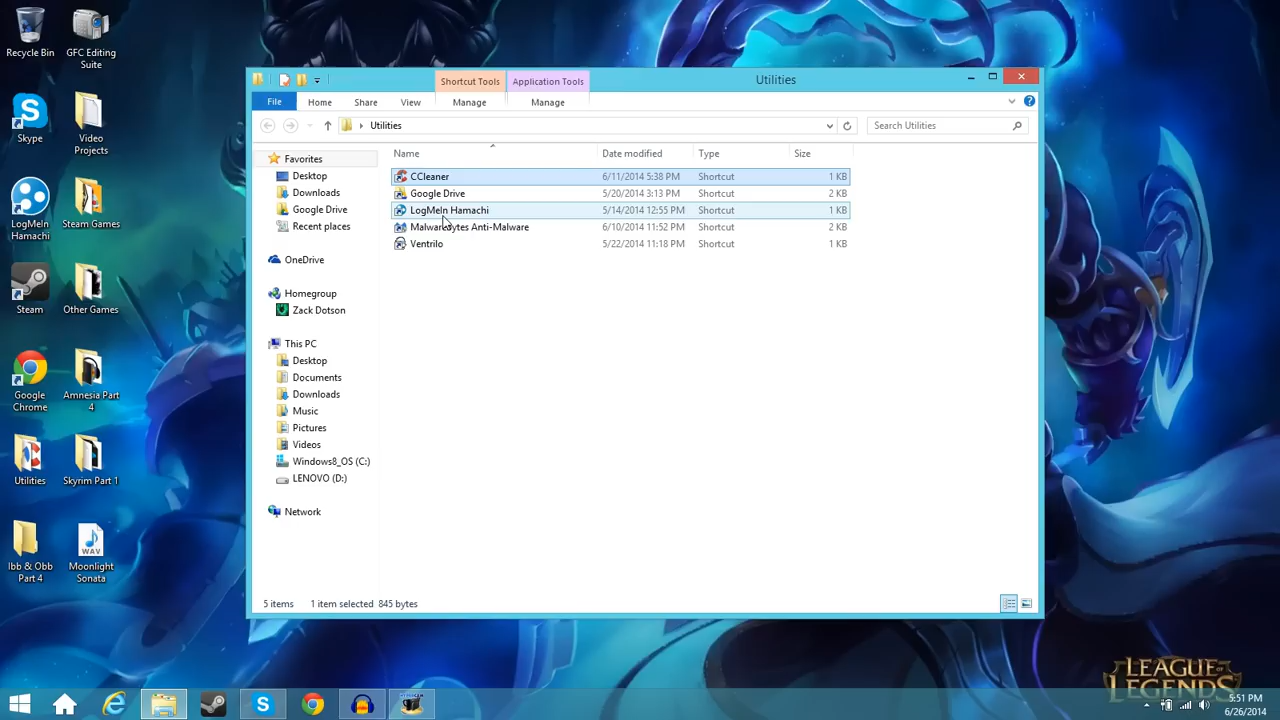 Recycle Bin
GFC Editing
Suite
Skype
Video
Projects
LogMeIn
Hamachi
Steam Games
Steam
Other Games
Google
Chrome
Amnesia Part
4
Utilities
Skyrim Part 1
Ibb & Obb
Part 4
WAV
Moonlight
Sonata
Shortcut Tools
Application Tools
Utilities
File
Home
Share
View
Manage
Manage
Utilities
Search Utilities
Name
Date modified
Type
Size
CCleaner 6/11/2014 5:38 PM Shortcut 1 KB
Google Drive 5/20/2014 3:13 PM Shortcut 2 KB
LogMeIn Hamachi 5/14/2014 12:55 PM Shortcut 1 KB
Malwarebytes Anti-Malware 6/10/2014 11:52 PM Shortcut 2 KB
Ventrilo 5/22/2014 11:18 PM Shortcut 1 KB
Favorites
Desktop
Downloads
Google Drive
Recent places
OneDrive
Homegroup
Zack Dotson
This PC
Desktop
Documents
Downloads
Music
Pictures
Videos
Windows8_OS (C:)
LENOVO (D:)
Network
5 items 1 item selected 845 bytes
LEAGUE
OF
LEGENDS
5:51 PM
6/26/2014